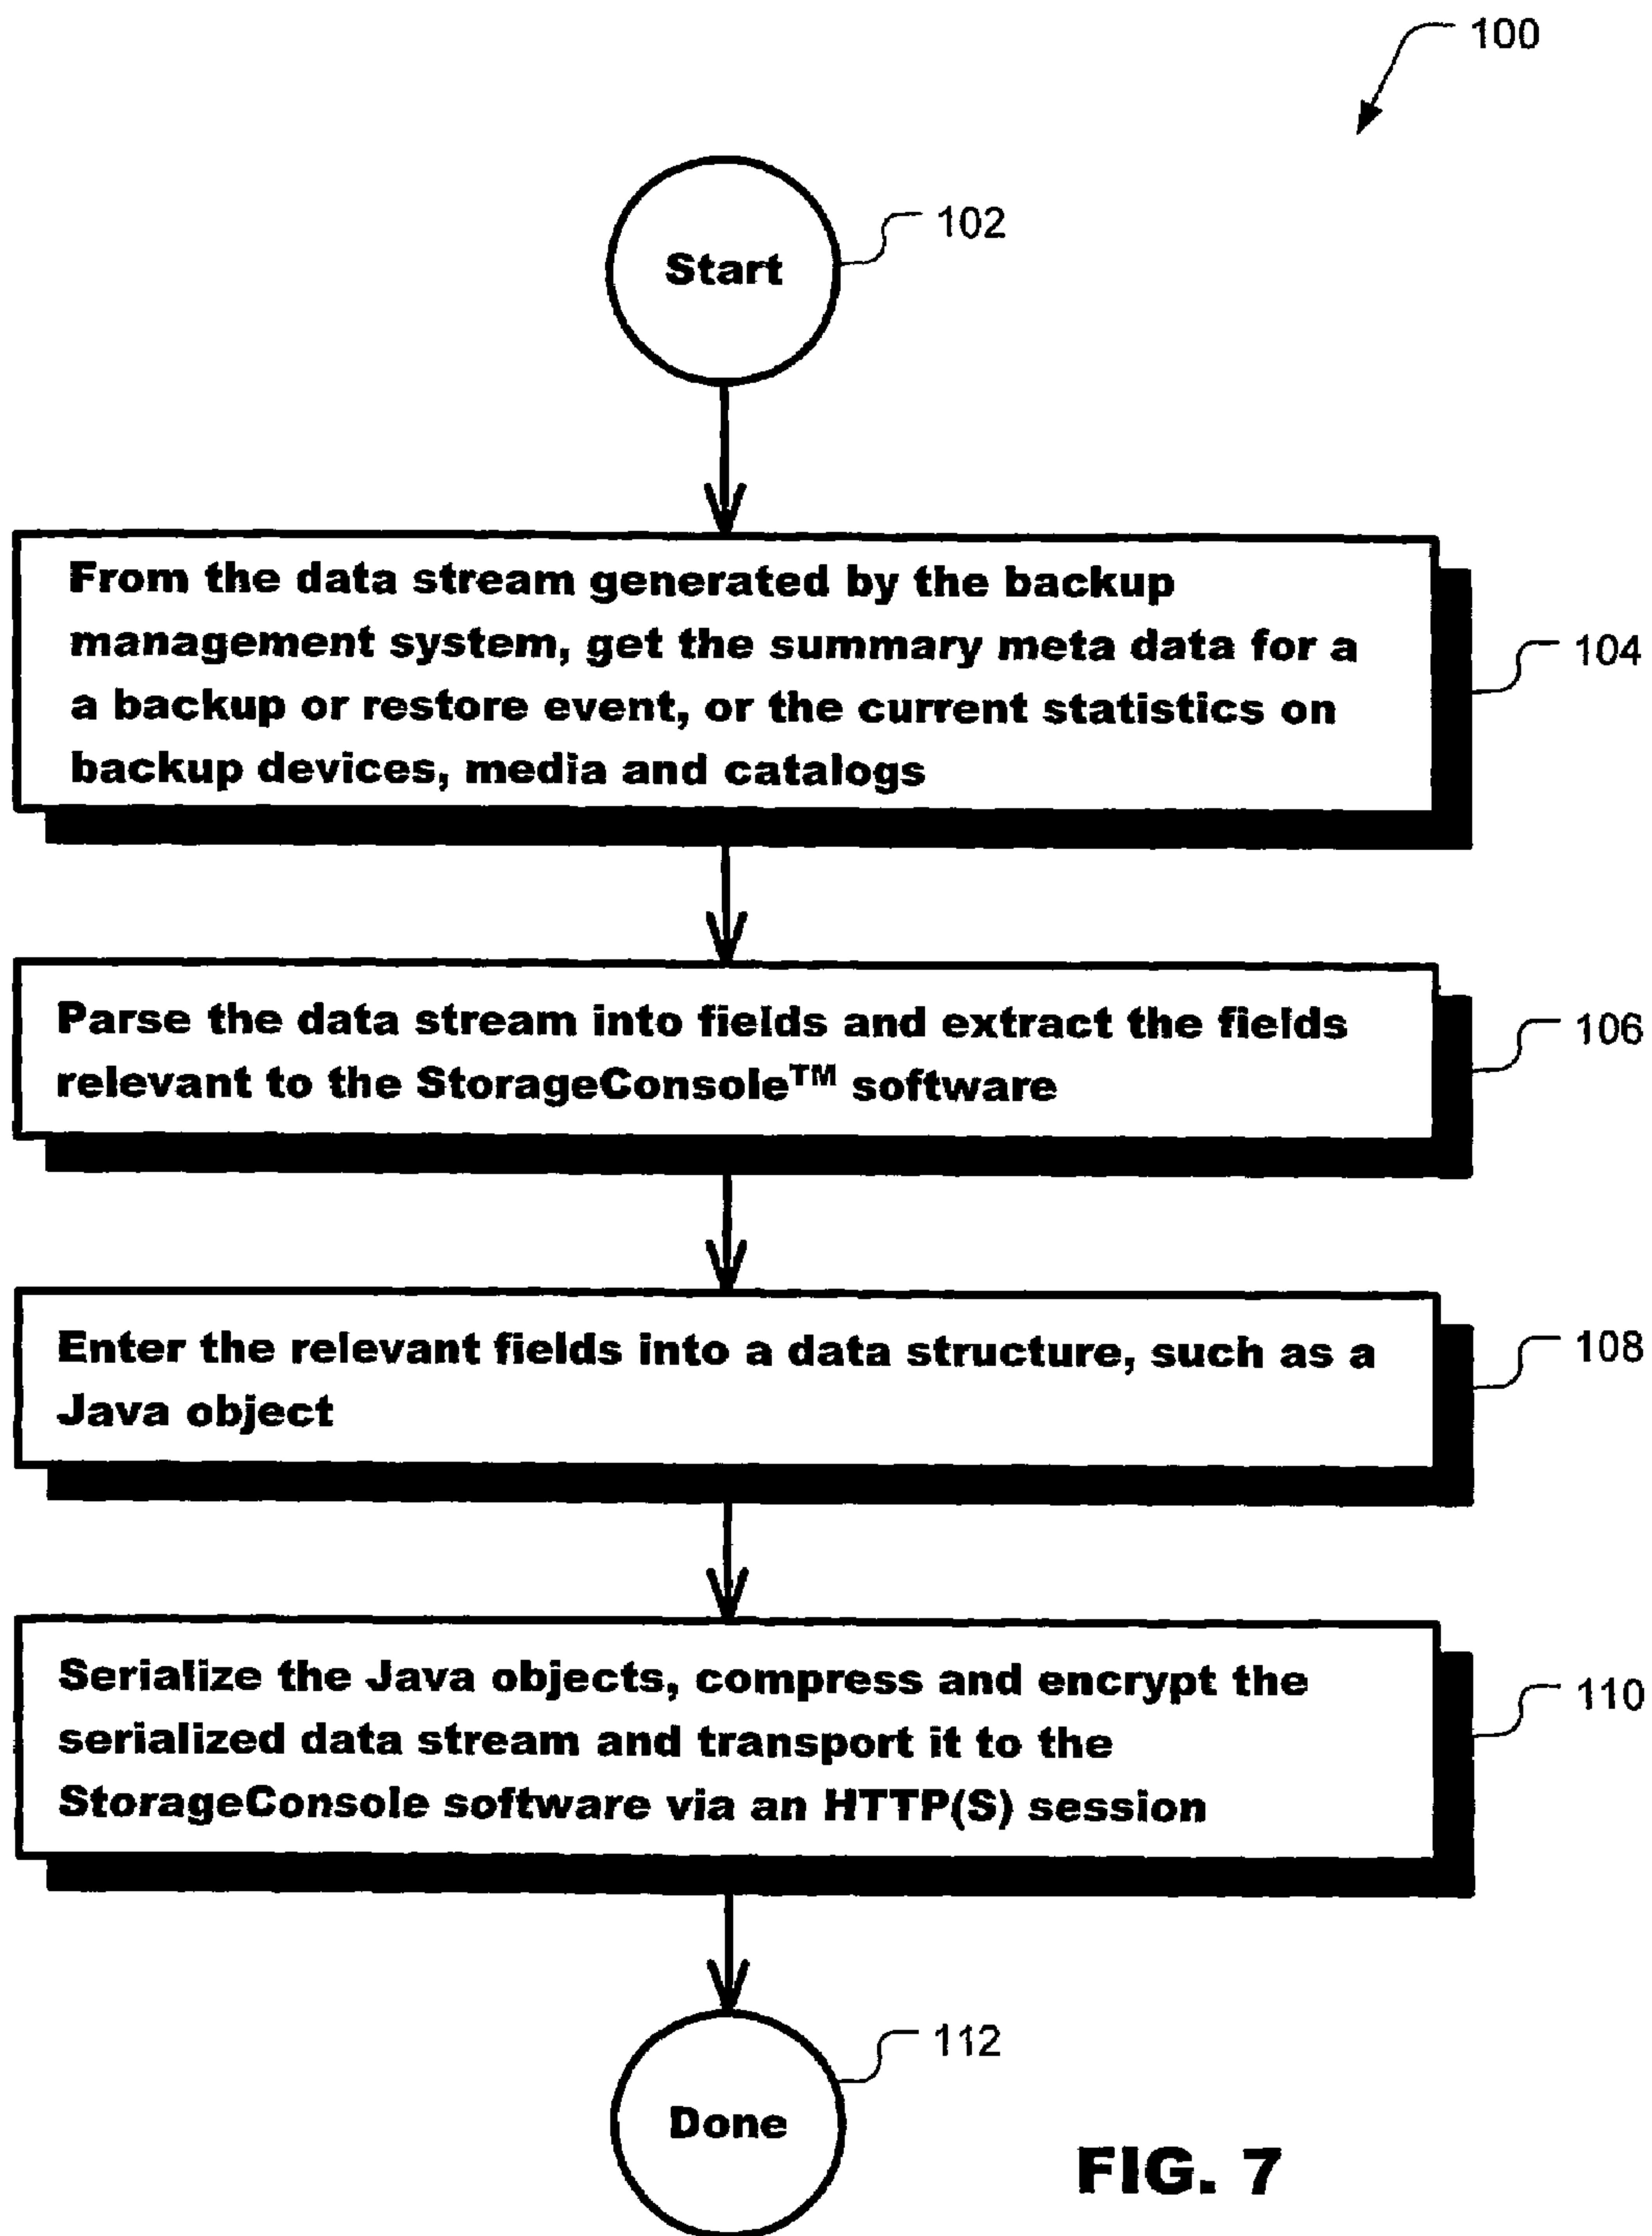 100
Start
102
From the data stream generated by the backup
management system, get the summary meta data for a
a backup or restore event, or the current statistics on
backup devices, media and catalogs
104
Parse the data stream into fields and extract the fields
relevant to the StorageConsole™ software
106
Enter the relevant fields into a data structure, such as a
Java object
108
Serialize the Java objects, compress and encrypt the
serialized data stream and transport it to the
StorageConsole software via an HTTP(S) session
110
Done
112
FIG. 7